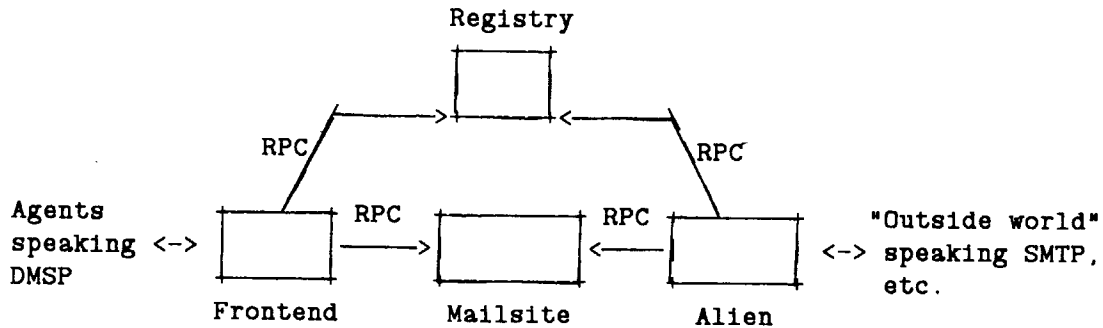 Registry
RPC
RPC
Agents
speaking <->
DMSP
RPC
RPC
"Outside world"
<-> speaking SMTP,
etc.
Frontend
Mailsite
Alien